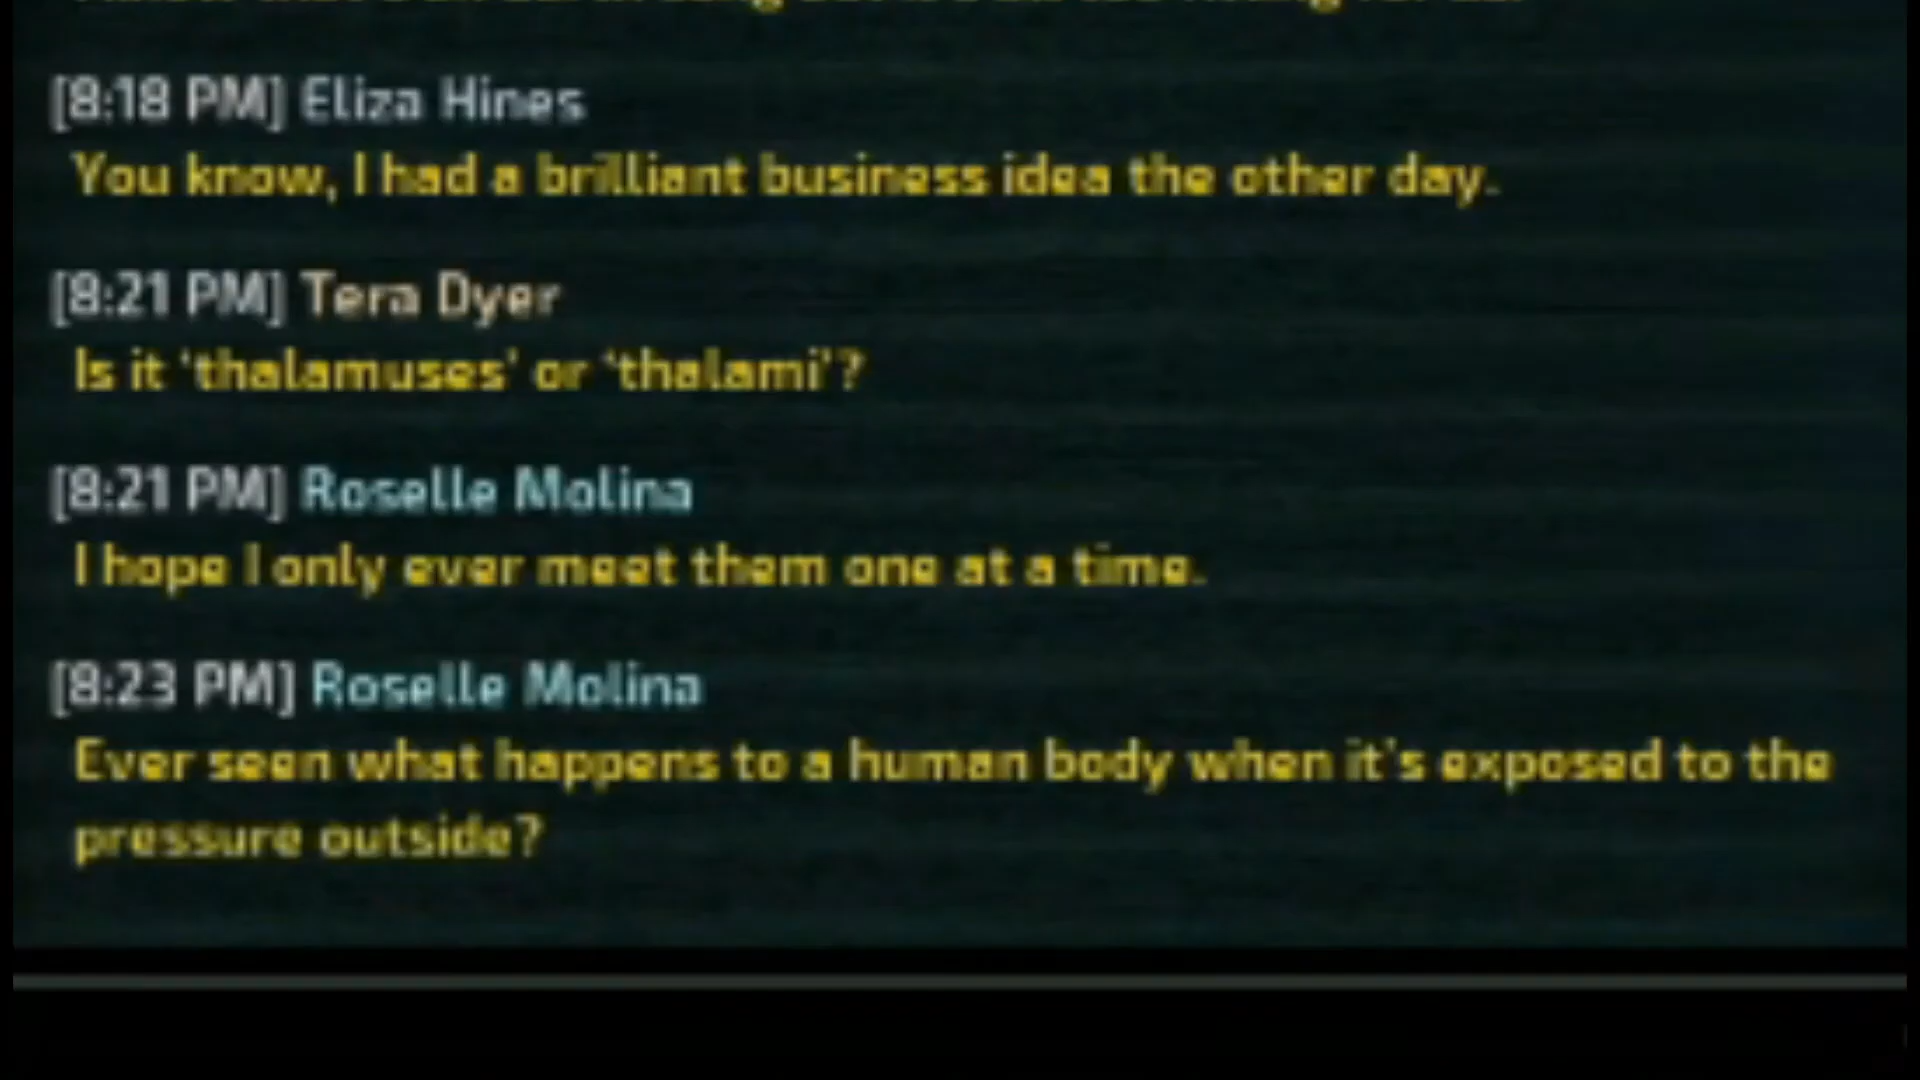 [8:18 PM] Eliza Hines
You know, I had a brilliant business idea the other day.
[8:21 PM] Tera Dyer
Is it ‘thalamuses’ or ‘thalami’?
[8:21 PM] Roselle Molina
I hope I only ever meet them one at a time.
[8:23 PM] Roselle Molina
Ever seen what happens to a human body when it's exposed to the
pressure outside?